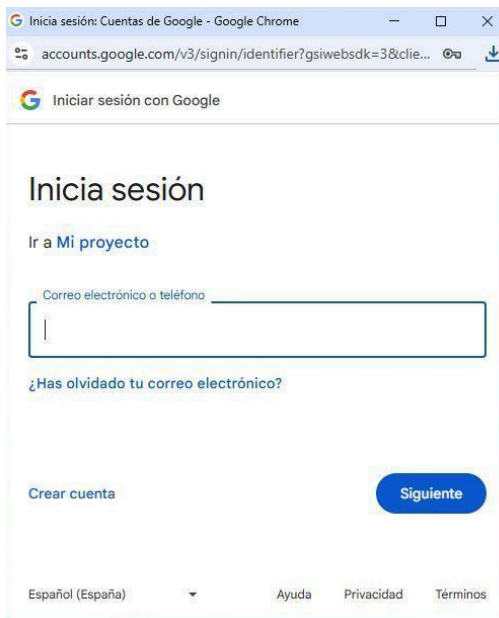 Inicia sesión: Cuentas de Google - Google Chrome
accounts.google.com/v3/signin/identifier?gsiwebsdk=3&clie...
Iniciar sesión con Google
Inicia sesión
Ir a Mi proyecto
Correo electrónico o teléfono
¿Has olvidado tu correo electrónico?
Crear cuenta Siguiente
Español (España) Ayuda Privacidad Términos